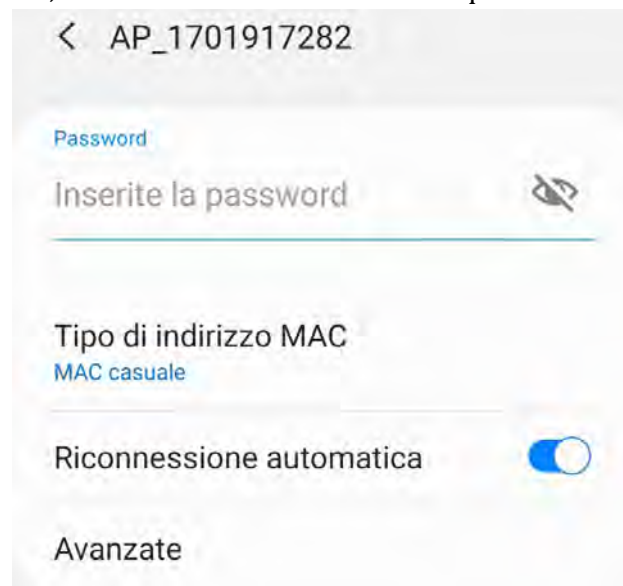 AP_1701917282
Password
Inserite la password
Tipo di indirizzo MAC
MAC casuale
Riconnessione automatica
Avanzate